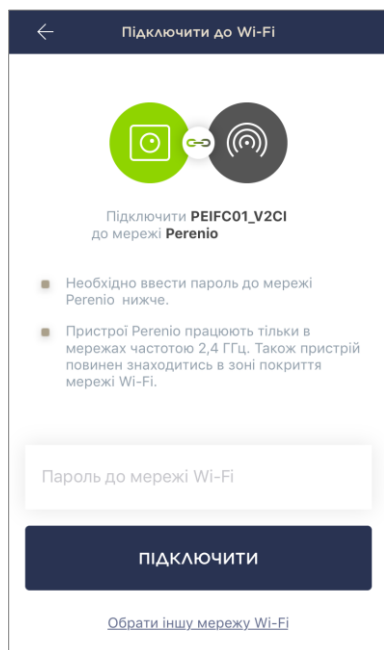 Підключити до Wi-Fi
Підключити PEIFC01_V2CI
до мережі Perenio
Необхідно ввести пароль до мережі
Perenio нижче.
Пристрої Perenio працюють тільки в
мережах частотою 2,4 ГГц. Також пристрій
повинен знаходитись в зоні покриття
мережі Wi-Fi.
Пароль до мережі Wi-Fi
ПІДКЛЮЧИТИ
Обрати іншу мережу Wi-Fi